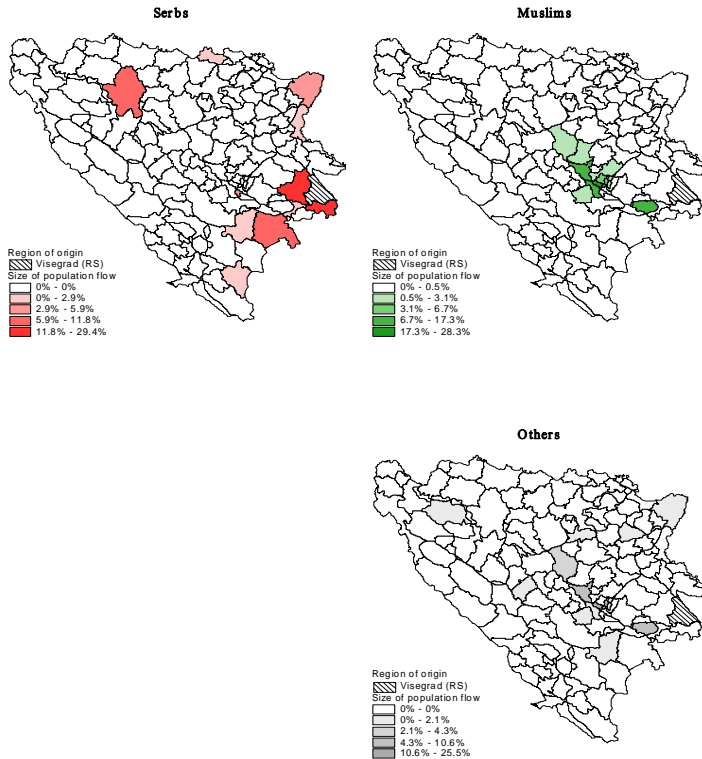 Serbs
Region of origin
Visegrad (RS)
Size of population flow
0% - 0%
0% - 2.9%
2.9% - 5.9%
5.9% - 11.8%
11.8% - 29.4%
Muslims
Region of origin
Visegrad (RS)
Size of population flow
0% - 0.5%
0.5% - 3.1%
3.1% - 6.7%
6.7% - 17.3%
17.3% - 28.3%
Others
Region of origin
Visegrad (RS)
Size of population flow
0% - 0%
0% - 2.1%
2.1% - 4.3%
4.3% - 10.6%
10.6% - 25.5%